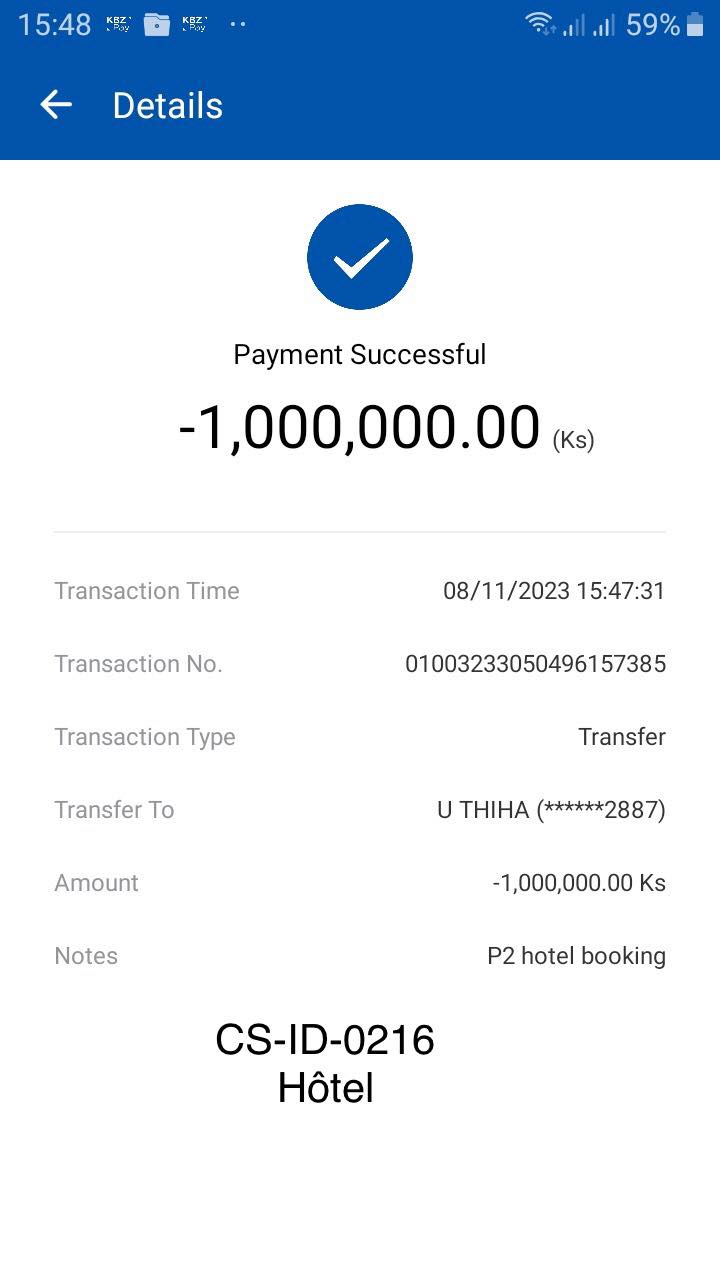 15:48 KBZ Pay KBZ Pay 59%
Details
Payment Successful
-1,000,000.00 (Ks)
Transaction Time 08/11/2023 15:47:31
Transaction No. 01003233050496157385
Transaction Type Transfer
Transfer To U THIHA (******2887)
Amount -1,000,000.00 Ks
Notes P2 hotel booking
CS-ID-0216
Hôtel